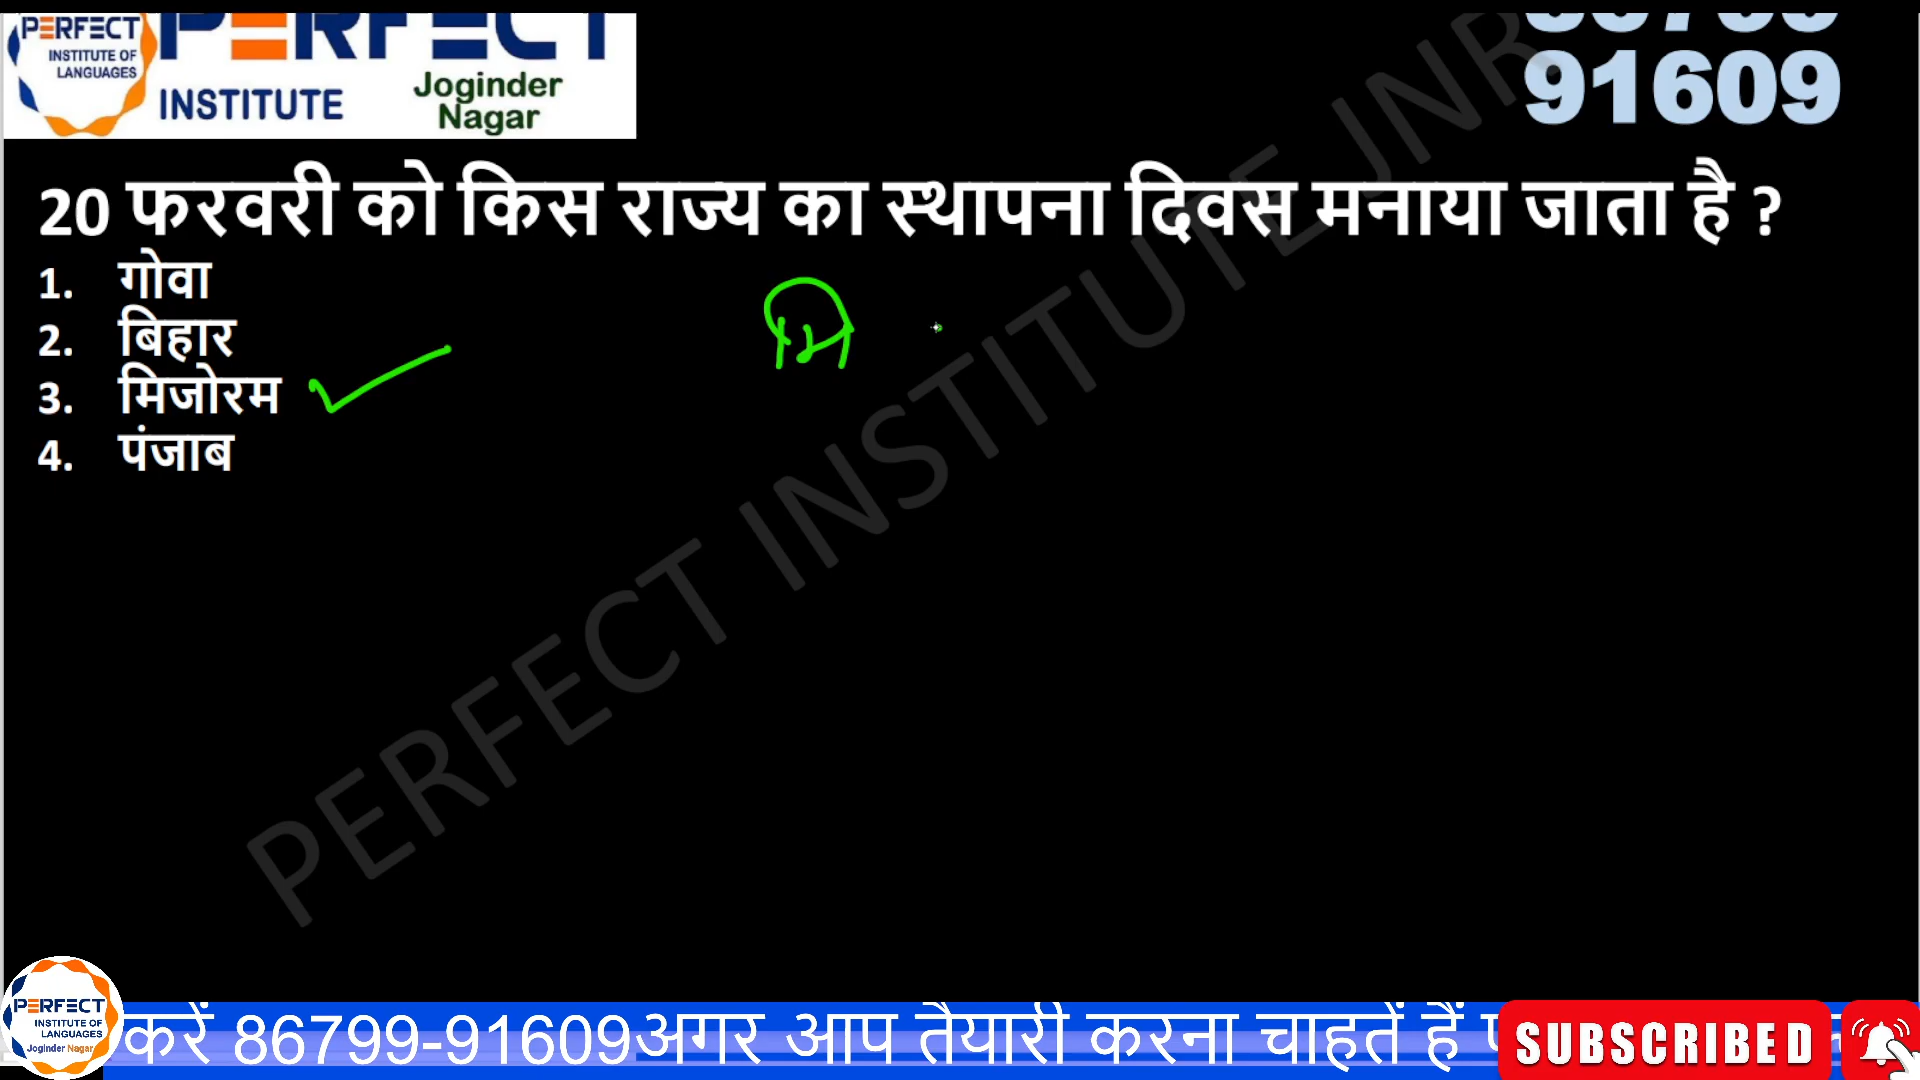 PERFECT
INSTITUTE OF
LANGUAGES
PERFECT
INSTITUTE
Joginder
Nagar
86799
91609
20 फरवरी को किस राज्य का स्थापना दिवस मनाया जाता है ?
1. गोवा
2. बिहार
3. मिजोरम
4. पंजाब
मि
PERFECT INSTITUTE JNR
PERFECT
INSTITUTE OF
LANGUAGES
Joginder Nagar
करें 86799-91609अगर आप तैयारी करना चाहतें हैं
SUBSCRIBED